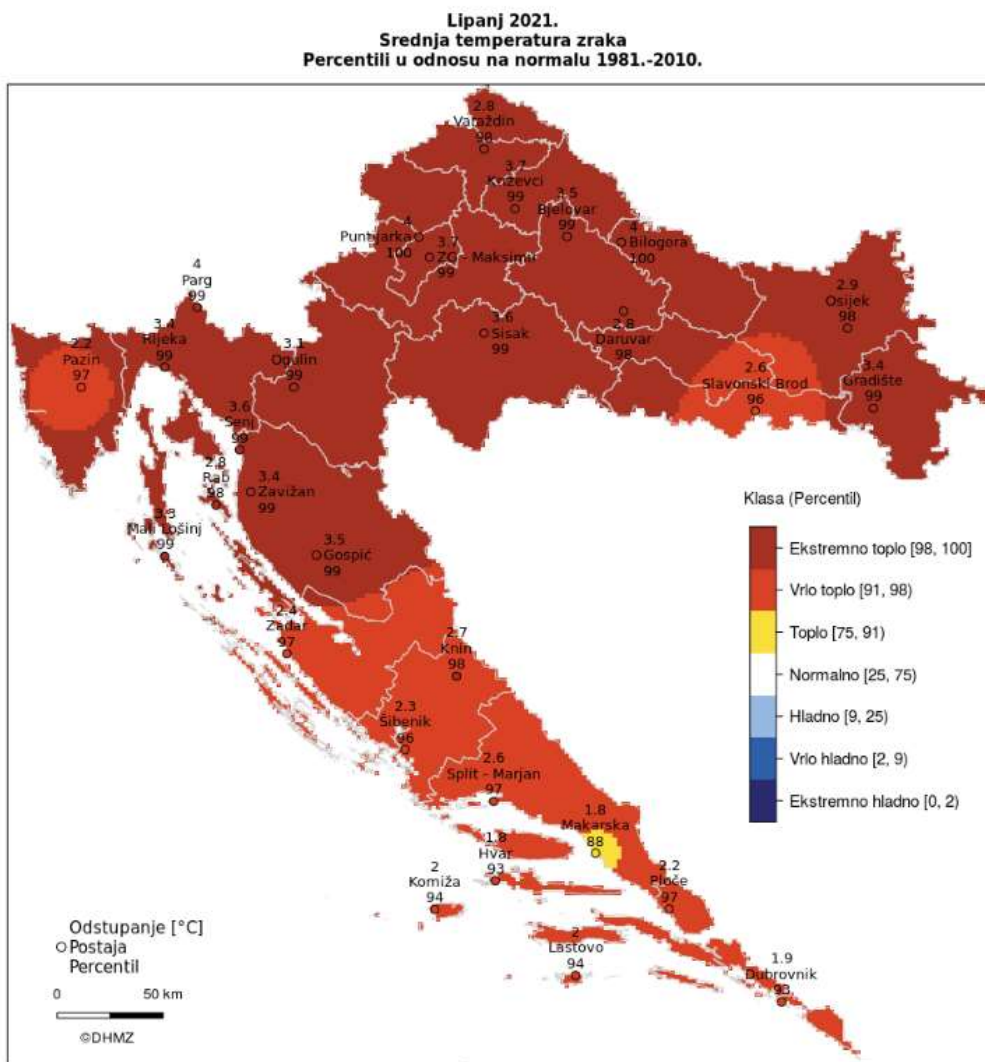 Lipanj 2021.
Srednja temperatura zraka
Percentili u odnosu na normalu 1981.-2010.
2.8
Varaždin
98
3.7
Križevci
99
3.5
Bjelovar
99
4
Puntijarka
100
3.7
ZG - Maksimir
99
4
Bilogora
100
4
Parg
99
2.9
Osijek
98
3.6
Sisak
99
2.8
Daruvar
98
3.4
Rijeka
99
2.2
Pazin
97
3.1
Ogulin
99
2.6
Slavonski Brod
96
3.4
Gradište
99
3.6
Senj
99
2.8
Rab
98
3.4
Zavižan
99
3.3
Mali Lošinj
99
3.5
Gospić
99
2.4
Zadar
97
2.7
Knin
98
2.3
Šibenik
96
2.6
Split - Marjan
97
1.8
Makarska
88
1.8
Hvar
93
2
Komiža
94
2.2
Ploče
97
2
Lastovo
94
1.9
Dubrovnik
93
Klasa (Percentil)
Ekstremno toplo [98, 100]
Vrlo toplo [91, 98)
Toplo [75, 91)
Normalno [25, 75)
Hladno [9, 25)
Vrlo hladno [2, 9)
Ekstremno hladno [0, 2)
Odstupanje [°C]
Postaja
Percentil
0 50 km
©DHMZ